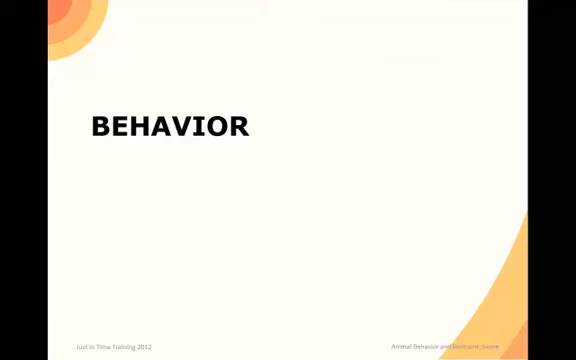 BEHAVIOR
Just In Time Training 2012
Animal Behavior and Restraint: Swine